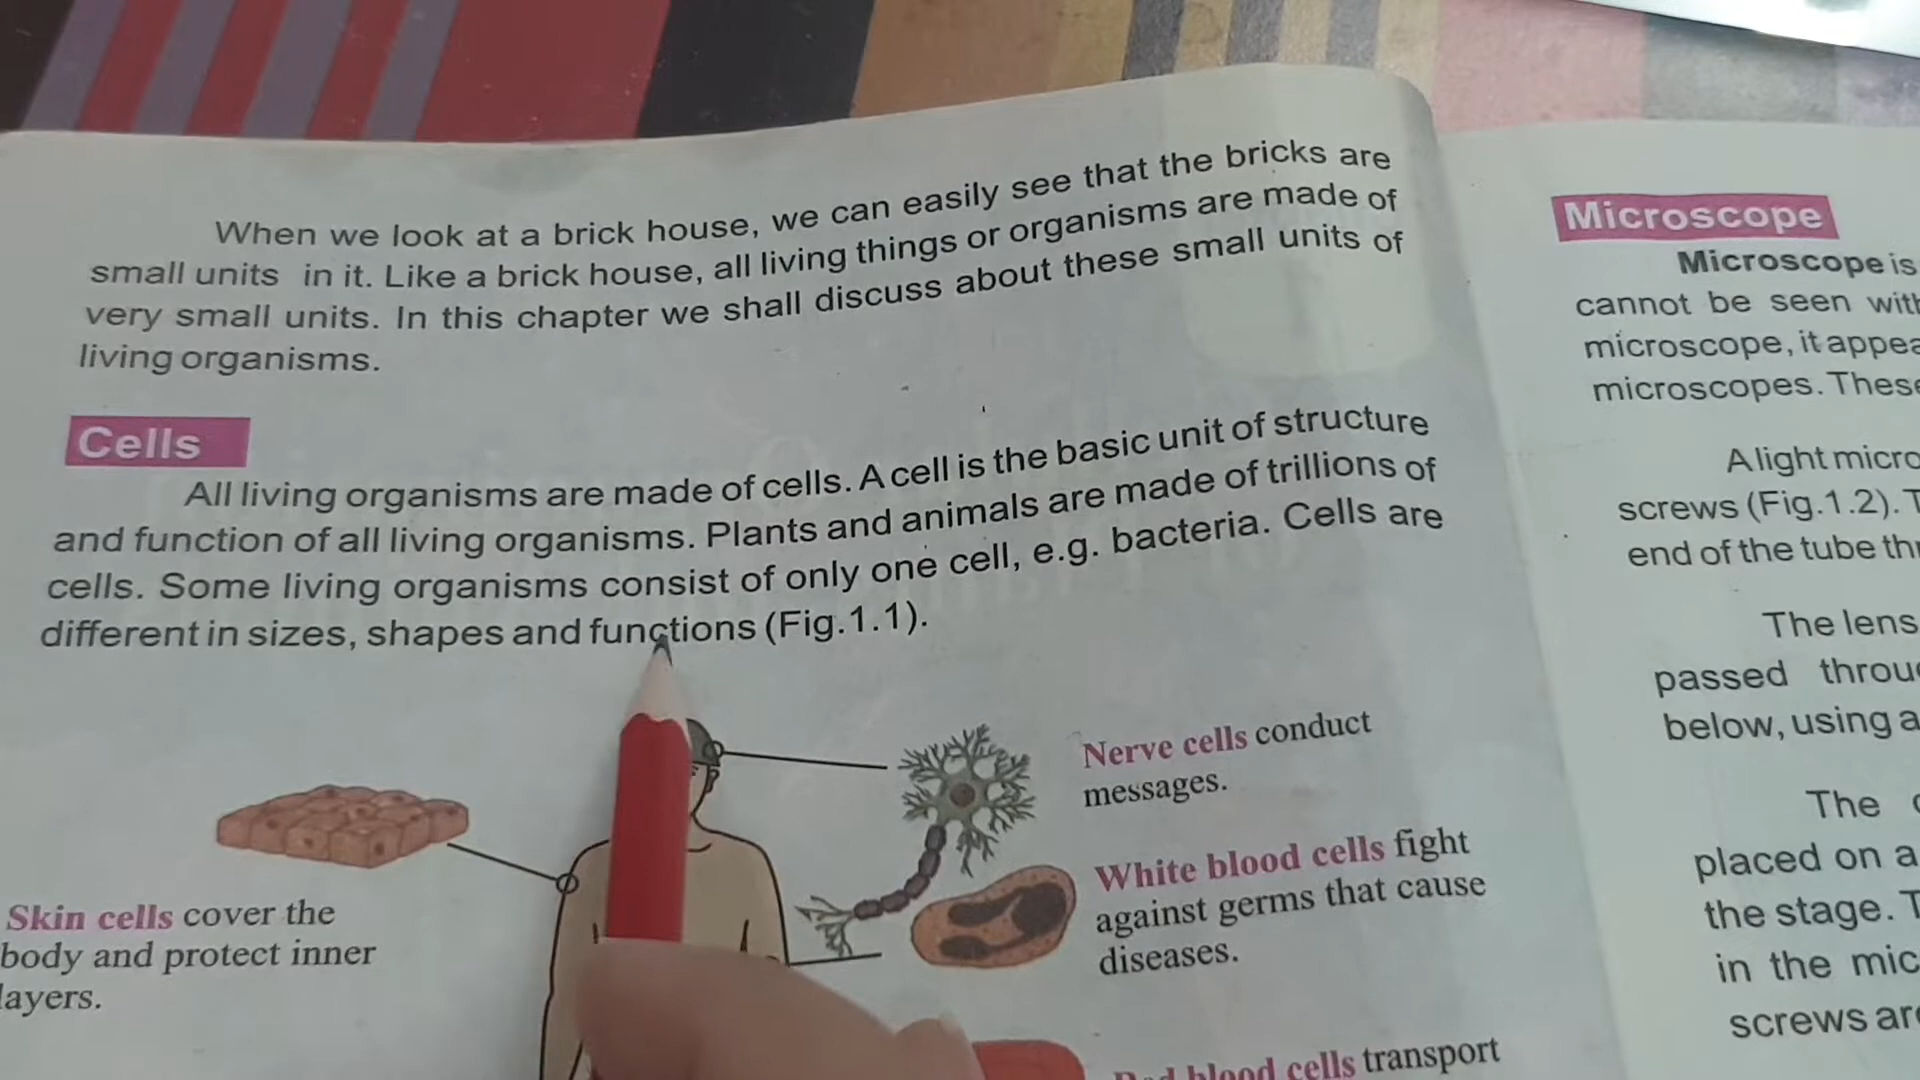 When we look at a brick house, we can easily see that the bricks are
small units in it. Like a brick house, all living things or organisms are made of
very small units. In this chapter we shall discuss about these small units of
living organisms.
Cells
All living organisms are made of cells. A cell is the basic unit of structure
and function of all living organisms. Plants and animals are made of trillions of
cells. Some living organisms consist of only one cell, e.g. bacteria. Cells are
different in sizes, shapes and functions (Fig.1.1).
Nerve cells conduct
messages.
White blood cells fight
against germs that cause
diseases.
Skin cells cover the
body and protect inner
layers.
blood cells transport
Microscope
Microscope is
cannot be seen
microscope, it
microscopes. These
A light
screws (Fig.1.2).
end of the tube
The lens
passed
below, using a
The
placed on a
the stage.
in the
screws